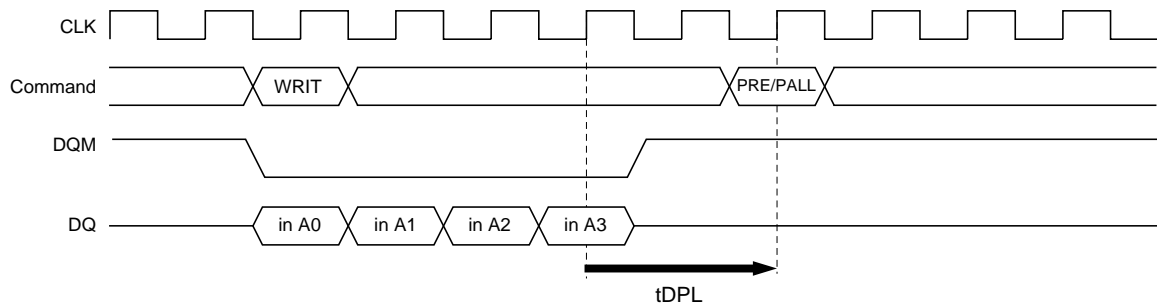 CLK
Command
WRIT
PRE/PALL
DQM
DQ
in A0
in A1
in A2
in A3
tDPL